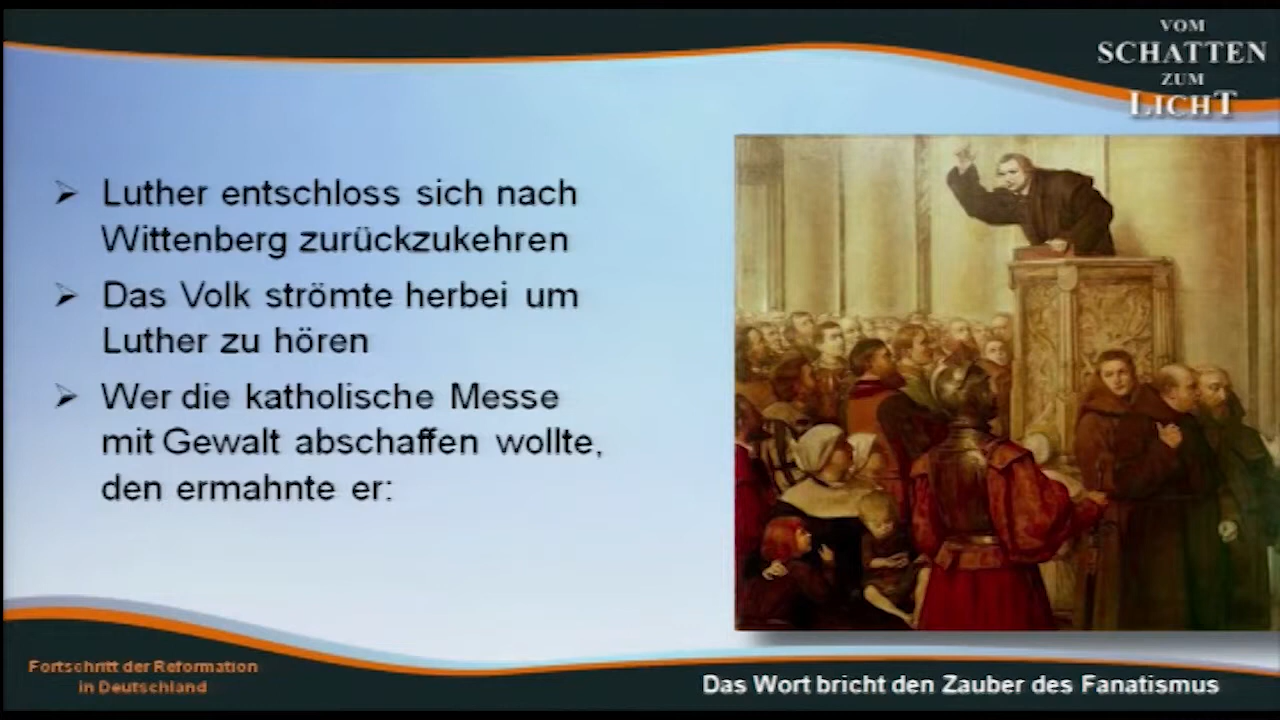 VOM
SCHATTEN
ZUM
LICHT
Luther entschloss sich nach
Wittenberg zurückzukehren
Das Volk strömte herbei um
Luther zu hören
Wer die katholische Messe
mit Gewalt abschaffen wollte,
den ermahnte er:
Fortschritt der Reformation
in Deutschland
Das Wort bricht den Zauber des Fanatismus